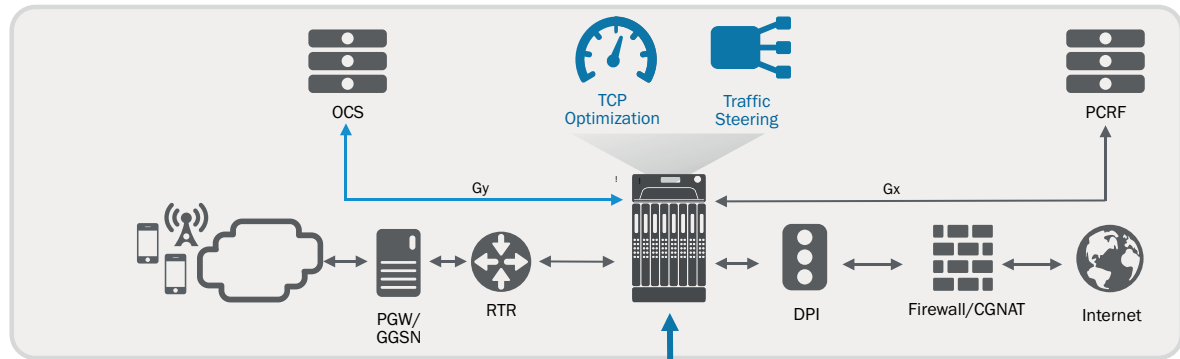 TCP
Optimization
Traffic
Steering
OCS
PCRF
Gy
!
!
Gx
PGW/
GGSN
RTR
DPI
Firewall/CGNAT
Internet